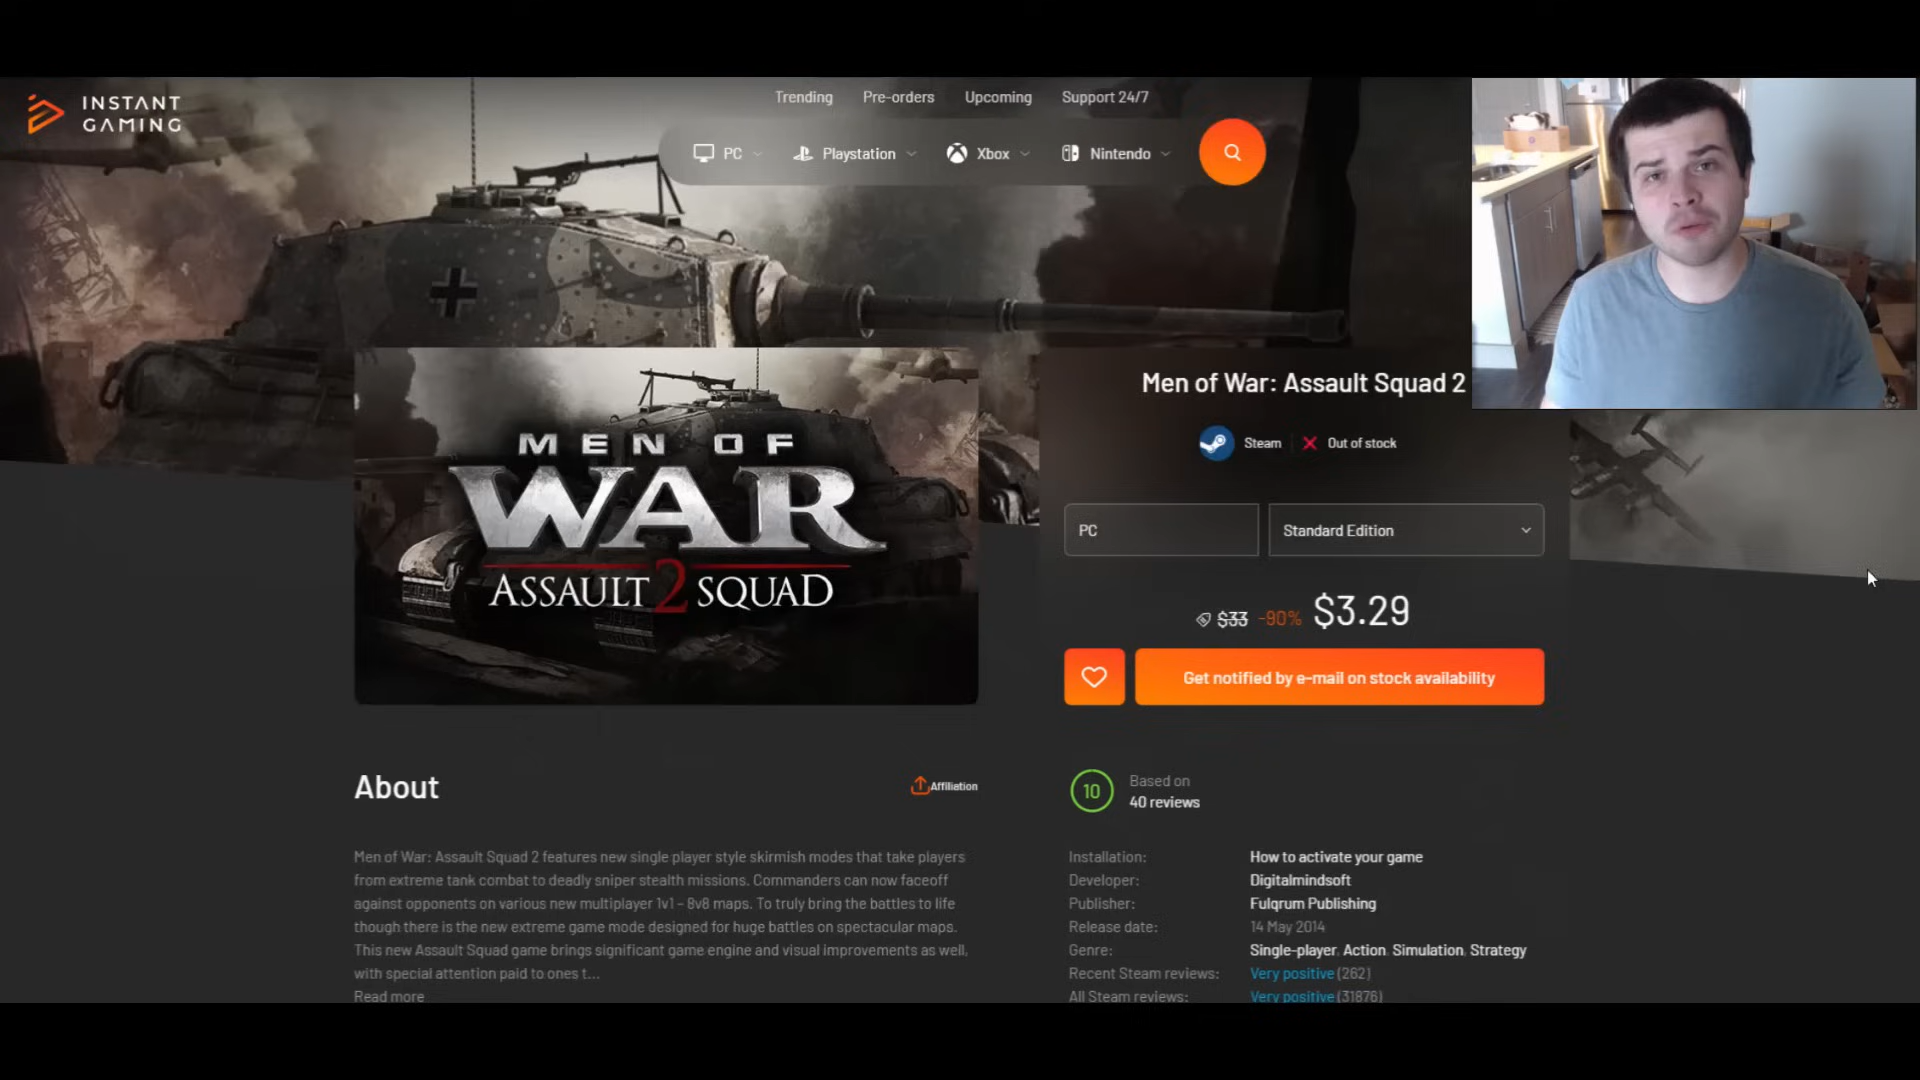 INSTANT
GAMING
Trending
Pre-orders
Upcoming
Support 24/7
PC
Playstation
Xbox
Nintendo
MEN OF
WAR
ASSAULT 2 SQUAD
Men of War: Assault Squad 2
Steam
Out of stock
PC
Standard Edition
$33 -90% $3.29
Get notified by e-mail on stock availability
About
Affiliation
Men of War: Assault Squad 2 features new single player style skirmish modes that take players
from extreme tank combat to deadly sniper stealth missions. Commanders can now faceoff
against opponents on various new multiplayer 1v1 - 8v8 maps. To truly bring the battles to life
though there is the new extreme game mode designed for huge battles on spectacular maps.
This new Assault Squad game brings significant game engine and visual improvements as well,
with special attention paid to ones t...
Read more
10
Based on
40 reviews
Installation: How to activate your game
Developer: Digitalmindsoft
Publisher: Fulqrum Publishing
Release date: 14 May 2014
Genre: Single-player, Action, Simulation, Strategy
Recent Steam reviews: Very positive (262)
All Steam reviews: Very positive (31876)